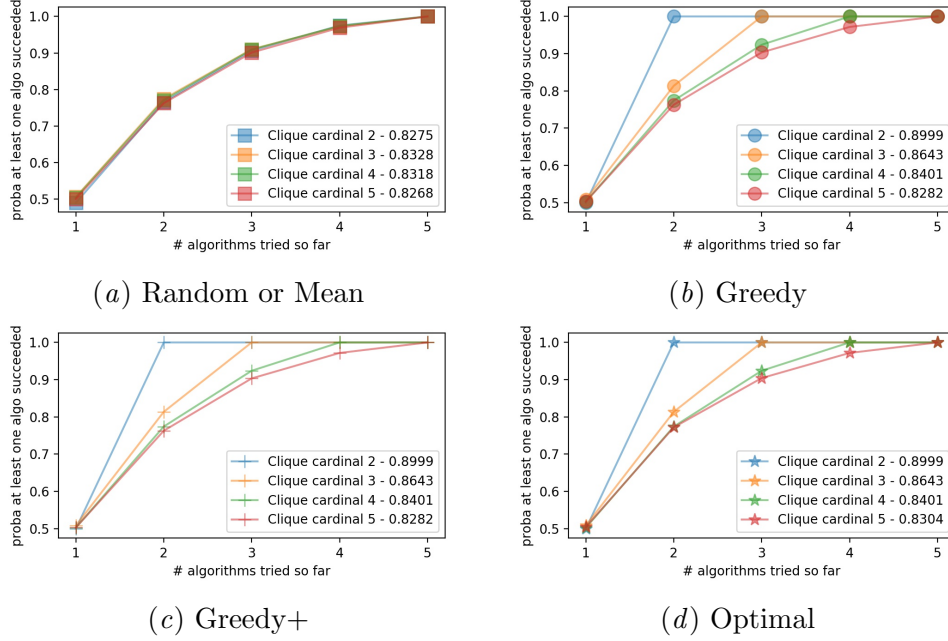 proba at least one algo succeeded
1.0
0.9
0.8
0.7
0.6
0.5
Clique cardinal 2 - 0.8275
Clique cardinal 3 - 0.8328
Clique cardinal 4 - 0.8318
Clique cardinal 5 - 0.8268
1 2 3 4 5
# algorithms tried so far
(a) Random or Mean
proba at least one algo succeeded
1.0
0.9
0.8
0.7
0.6
0.5
Clique cardinal 2 - 0.8999
Clique cardinal 3 - 0.8643
Clique cardinal 4 - 0.8401
Clique cardinal 5 - 0.8282
1 2 3 4 5
# algorithms tried so far
(b) Greedy
proba at least one algo succeeded
1.0
0.9
0.8
0.7
0.6
0.5
Clique cardinal 2 - 0.8999
Clique cardinal 3 - 0.8643
Clique cardinal 4 - 0.8401
Clique cardinal 5 - 0.8282
1 2 3 4 5
# algorithms tried so far
(c) Greedy+
proba at least one algo succeeded
1.0
0.9
0.8
0.7
0.6
0.5
Clique cardinal 2 - 0.8999
Clique cardinal 3 - 0.8643
Clique cardinal 4 - 0.8401
Clique cardinal 5 - 0.8304
1 2 3 4 5
# algorithms tried so far
(d) Optimal